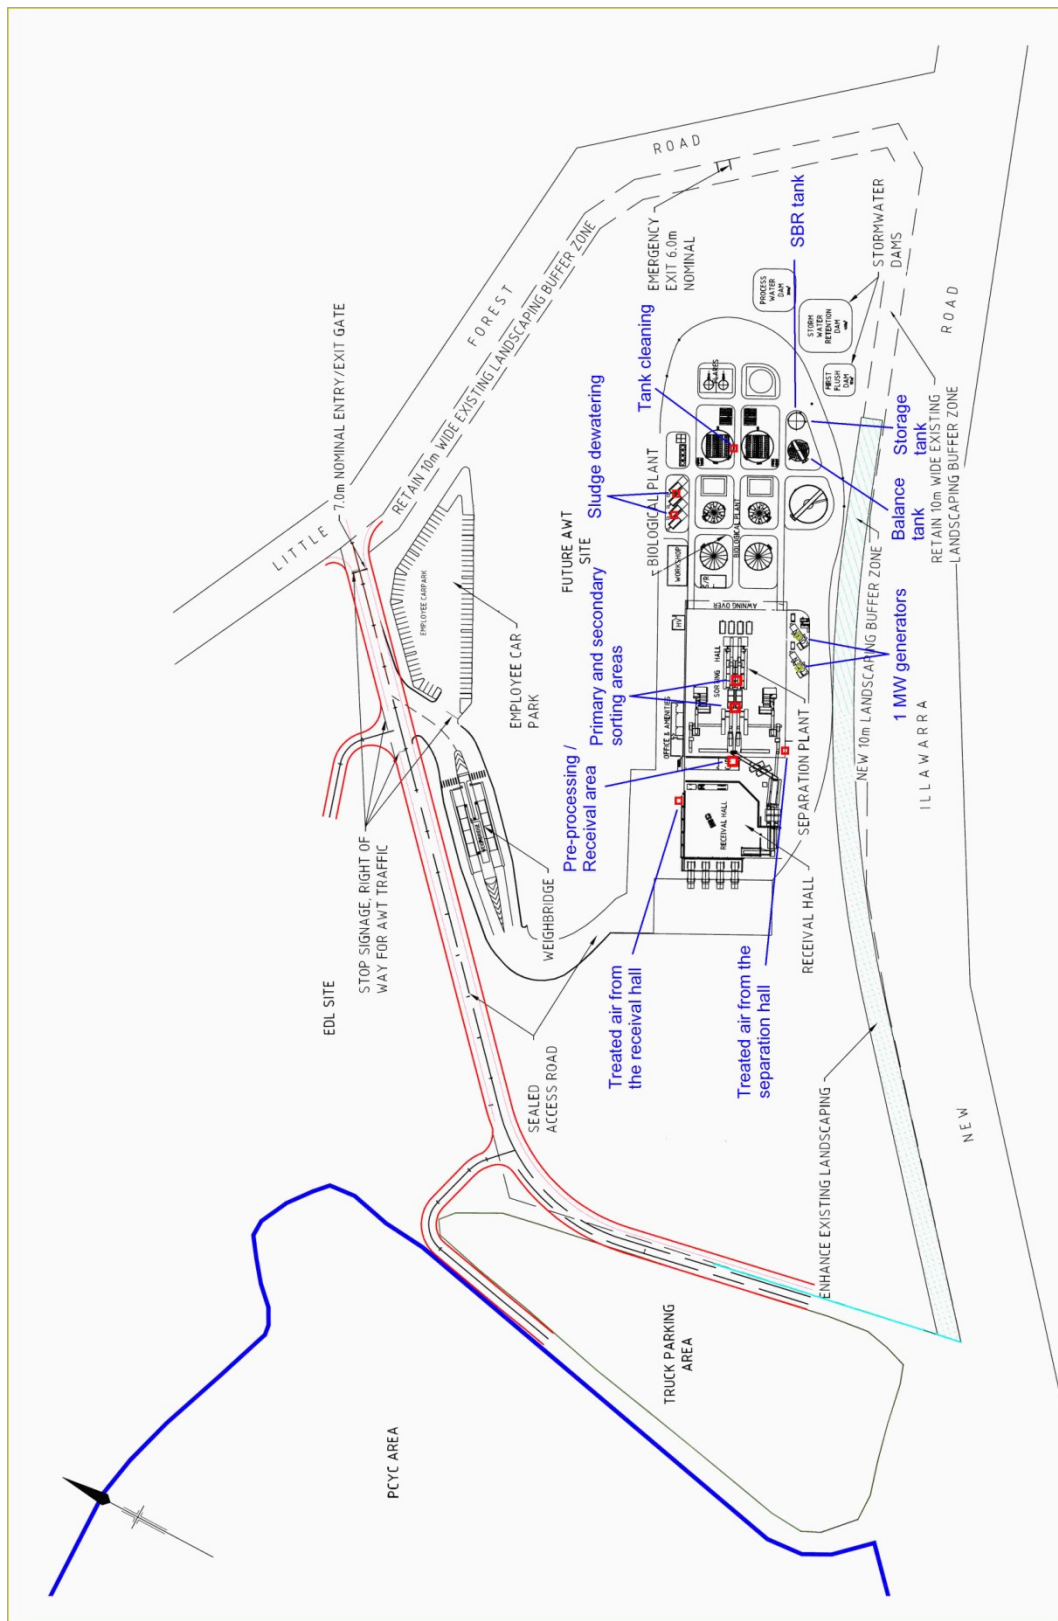 LITTLE
FOREST
ROAD
7.0m NOMINAL ENTRY/EXIT GATE
RETAIN 10m WIDE EXISTING LANDSCAPING BUFFER ZONE
EMPLOYEE CARPARK
EMPLOYEE CAR
PARK
STOP SIGNAGE, RIGHT OF
WAY FOR AWT TRAFFIC
EDL SITE
WEIGHBRIDGE
SEALED
ACCESS ROAD
PCYC AREA
TRUCK PARKING
AREA
FUTURE AWT
SITE
EMERGENCY
EXIT 6.0m
NOMINAL
Tank cleaning
Sludge dewatering
BIOLOGICAL PLANT
BIOLOGICAL PLANT
WORKSHOP
FLARES
AWNING OVER
HV
SORTING HALL
OFFICE & AMENITIES
Primary and secondary
sorting areas
Pre-processing /
Receival area
RECEIVAL HALL
Treated air from
the receival hall
Treated air from the
separation hall
RECEIVAL HALL
SEPARATION PLANT
1 MW generators
SBR tank
Storage
tank
Balance
tank
PROCESS
WATER
DAM
STORM
WATER
RETENTION
DAM
FIRST
FLUSH
DAM
STORMWATER
DAMS
RETAIN 10m WIDE EXISTING
LANDSCAPING BUFFER ZONE
NEW 10m LANDSCAPING BUFFER ZONE
ENHANCE EXISTING LANDSCAPING
NEW
ILLAWARRA
ROAD